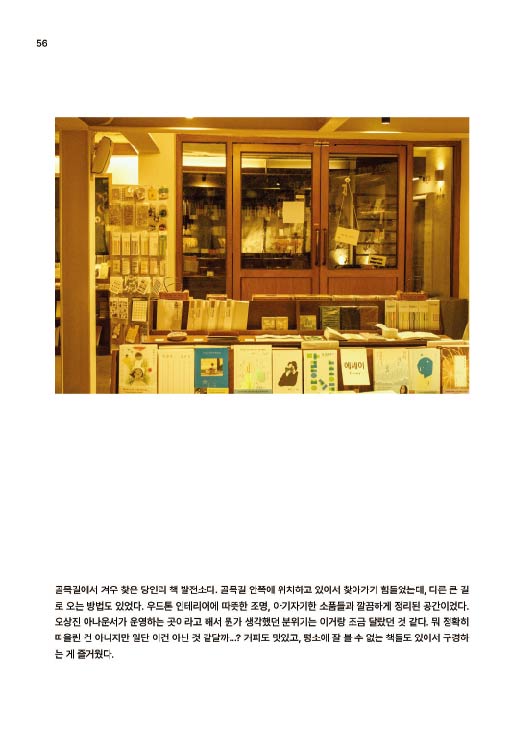 56
에세이
골목길에서 겨우 찾은 당인리 책 발전소다. 골목길 안쪽에 위치하고 있어서 찾아가기 힘들었는데, 다른 큰 길
로 오는 방법도 있었다. 우드톤 인테리어에 따뜻한 조명, 아기자기한 소품들과 깔끔하게 정리된 공간이었다.
오상진 아나운서가 운영하는 곳이라고 해서 뭔가 생각했던 분위기는 이거랑 조금 달랐던 것 같다. 뭐 정확히
떠올린 건 아니지만 일단 이건 아닌 것 같달까...? 커피도 맛있고, 평소에 잘 볼 수 없는 책들도 있어서 구경하
는 게 즐거웠다.